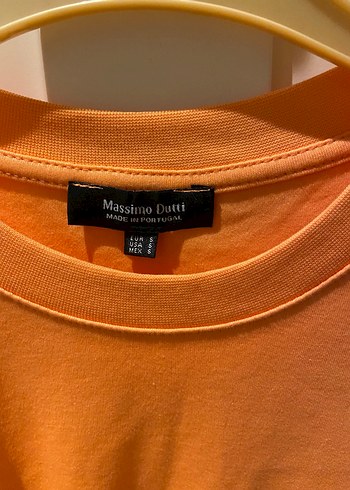 Massimo Dutti
MADE IN PORTUGAL
EUR S
USA S
MEX S